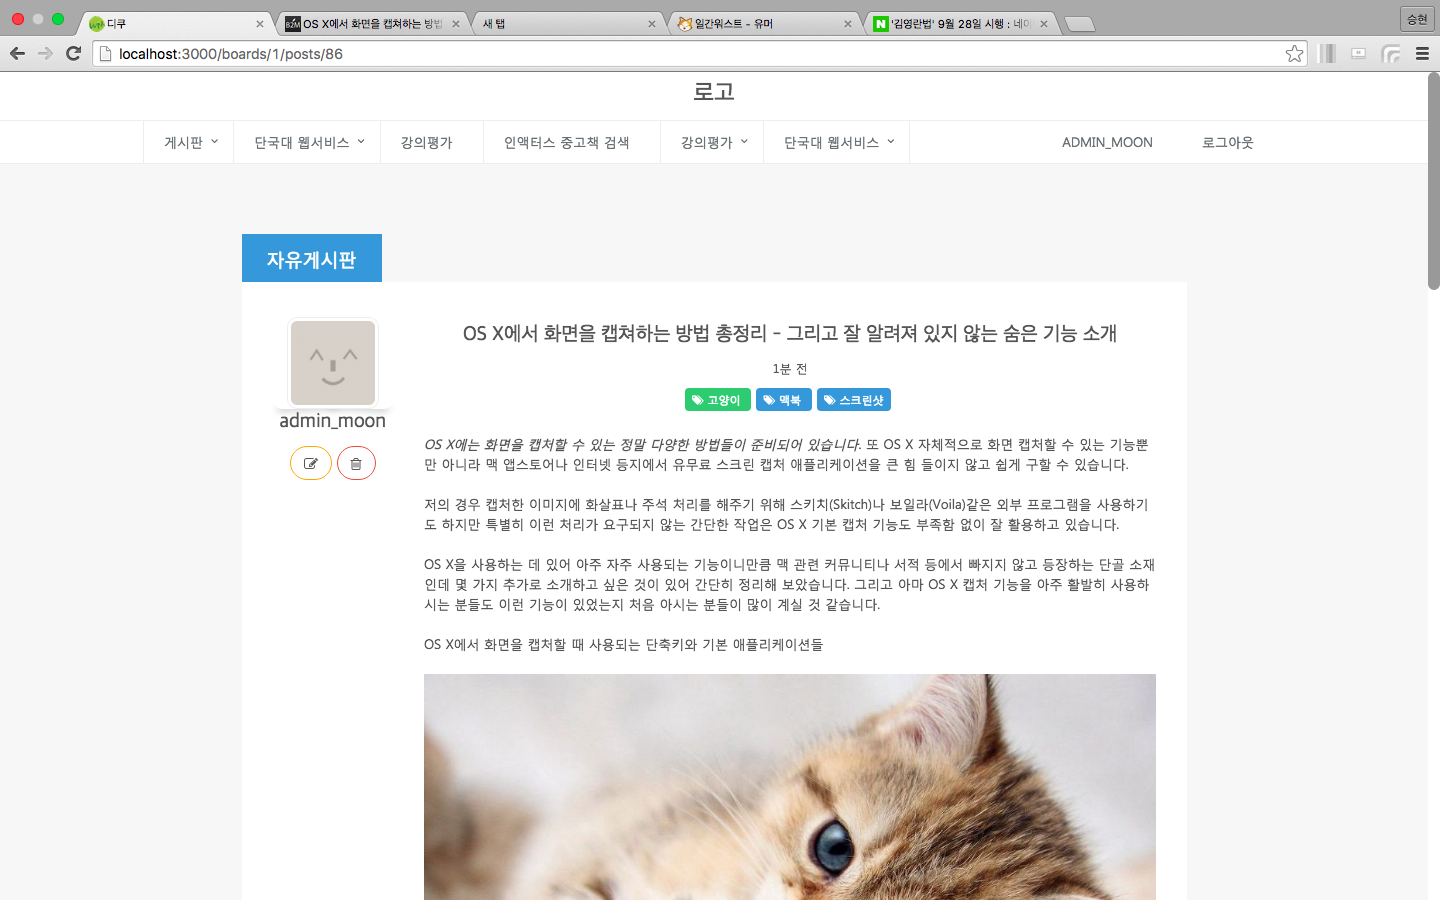 디쿠
OS X에서 화면을 캡쳐하는 방법
새 탭
일간워스트 - 유머
'김영란법' 9월 28일 시행 : 네이
승현
localhost:3000/boards/1/posts/86
로고
게시판
단국대 웹서비스
강의평가
인액터스 중고책 검색
강의평가
단국대 웹서비스
ADMIN_MOON
로그아웃
자유게시판
OS X에서 화면을 캡쳐하는 방법 총정리 - 그리고 잘 알려져 있지 않는 숨은 기능 소개
1분 전
고양이
맥북
스크린샷
admin_moon
OS X에는 화면을 캡처할 수 있는 정말 다양한 방법들이 준비되어 있습니다. 또 OS X 자체적으로 화면 캡처할 수 있는 기능뿐
만 아니라 맥 앱스토어나 인터넷 등지에서 유무료 스크린 캡처 애플리케이션을 큰 힘 들이지 않고 쉽게 구할 수 있습니다.
저의 경우 캡처한 이미지에 화살표나 주석 처리를 해주기 위해 스키치(Skitch)나 보일라(Voila)같은 외부 프로그램을 사용하기
도 하지만 특별히 이런 처리가 요구되지 않는 간단한 작업은 OS X 기본 캡처 기능도 부족함 없이 잘 활용하고 있습니다.
OS X을 사용하는 데 있어 아주 자주 사용되는 기능이니만큼 맥 관련 커뮤니티나 서적 등에서 빠지지 않고 등장하는 단골 소재
인데 몇 가지 추가로 소개하고 싶은 것이 있어 간단히 정리해 보았습니다. 그리고 아마 OS X 캡처 기능을 아주 활발히 사용하
시는 분들도 이런 기능이 있었는지 처음 아시는 분들이 많이 계실 것 같습니다.
OS X에서 화면을 캡처할 때 사용되는 단축키와 기본 애플리케이션들